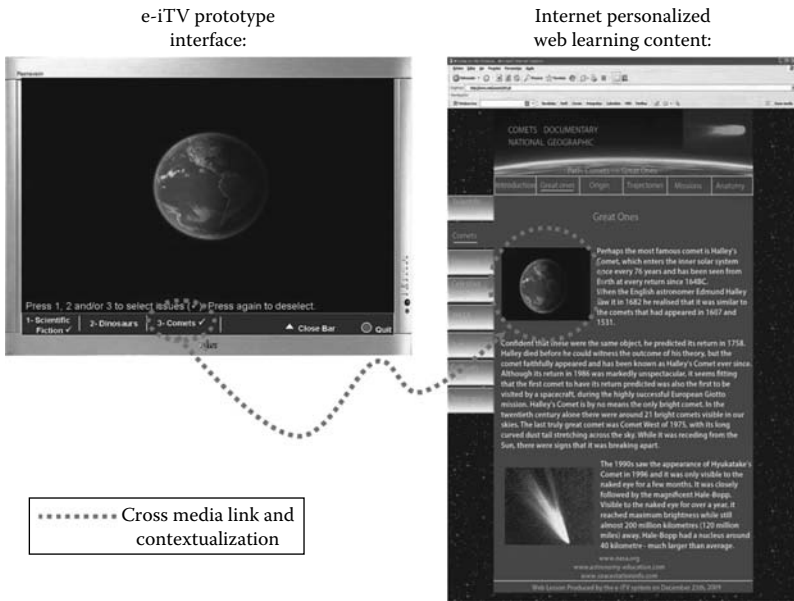 e-iTV prototype
interface:
Internet personalized
web learning content:
Press 1, 2 and/or 3 to select issues (✓). Press again to deselect.
1- Scientific
Fiction ✓
2- Dinosaurs
3- Comets ✓
▲ Close Bar
Quit
COMETS DOCUMENTARY
NATIONAL GEOGRAPHIC
Path: Comets >> Great Ones
Introduction Great ones Origin Trajectories Missions Anatomy
Comets
Great Ones
Perhaps the most famous comet is Halley's
Comet, which enters the inner solar system
once every 76 years and has been seen from
Earth at every return since 164BC.
When the English astronomer Edmund Halley
saw it in 1682 he realised that it was similar to
the comets that had appeared in 1607 and
1531.
Confident that these were the same object, he predicted its return in 1758.
Halley died before he could witness the outcome of his theory, but the
comet faithfully appeared and has been known as Halley's Comet ever since.
Although its return in 1986 was markedly unspectacular, it seems fitting
that the first comet to have its return predicted was also the first to be
visited by a spacecraft, during the highly successful European Giotto
mission. Halley's Comet is by no means the only bright comet. In the
twentieth century alone there were around 21 bright comets visible in our
skies. The last truly great comet was Comet West of 1975, with its long
curved dust tail stretching across the sky. While it was receding from the
Sun, there were signs that it was breaking apart.
The 1990s saw the appearance of Hyukatake's
Comet in 1996 and it was only visible to the
naked eye for a few months. It was closely
followed by the magnificent Hale-Bopp.
Visible to the naked eye for over a year, it
reached maximum brightness while still
almost 200 million kilometres (120 million
miles) away. Hale-Bopp had a nucleus around
40 kilometre - much larger than average.
www.nasa.org
www.astronomy-education.com
Web Lesson Produced by the e-iTV system on December 25th, 2009
Cross media link and
contextualization